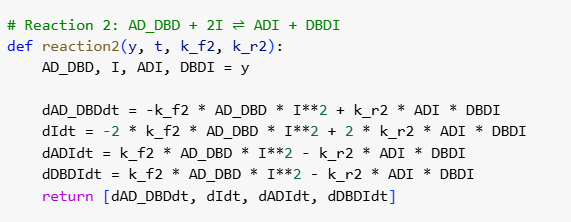 # Reaction 2: AD_DBD + 2I ⇌ ADI + DBDI
def reaction2(y, t, k_f2, k_r2):
    AD_DBD, I, ADI, DBDI = y

    dAD_DBDdt = -k_f2 * AD_DBD * I**2 + k_r2 * ADI * DBDI
    dIdt = -2 * k_f2 * AD_DBD * I**2 + 2 * k_r2 * ADI * DBDI
    dADIdt = k_f2 * AD_DBD * I**2 - k_r2 * ADI * DBDI
    dDBDIdt = k_f2 * AD_DBD * I**2 - k_r2 * ADI * DBDI
    return [dAD_DBDdt, dIdt, dADIdt, dDBDIdt]